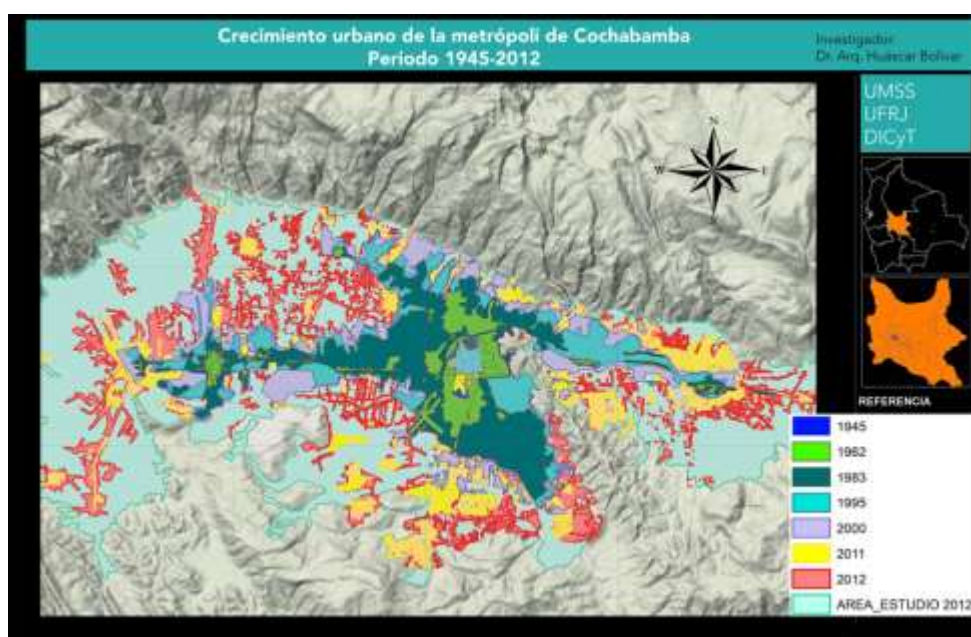 Crecimiento urbano de la metrópoli de Cochabamba
Periodo 1945-2012
Investigador
Dr. Arq. Huáscar Bolívar
UMSS
UFRJ
DICyT
N
W
E
REFERENCIA
1945
1962
1983
1995
2000
2011
2012
AREA_ESTUDIO 2012